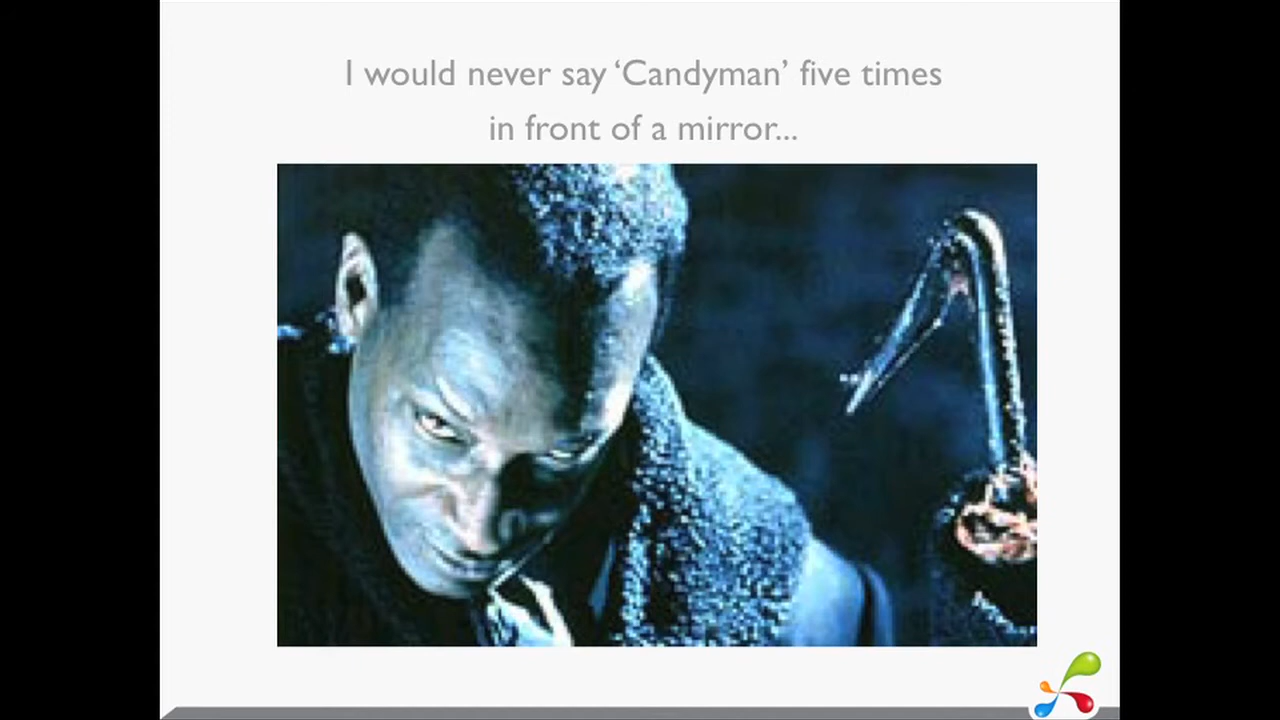 I would never say ‘Candyman’ five times
in front of a mirror...